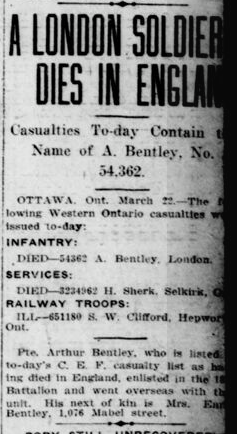 A LONDON SOLDIER
DIES IN ENGLAN
Casualties To-day Contain t
Name of A. Bentley, No.
54,362.
OTTAWA, Ont. March 22.—The f
lowing Western Ontario casualties w
issued to-day:
INFANTRY:
DIED—54362 A. Bentley, London.
SERVICES:
DIED—3234962 H. Sherk, Selkirk, O
RAILWAY TROOPS:
ILL—651180 S. W. Clifford, Hepwor
Ont.
Pte. Arthur Bentley, who is listed
to-day's C. E. F. casualty list as ha
ing died in England, enlisted in the 18
Battalion and went overseas with th
unit. His next of kin is Mrs.
Bentley, 1,076 Mabel street.